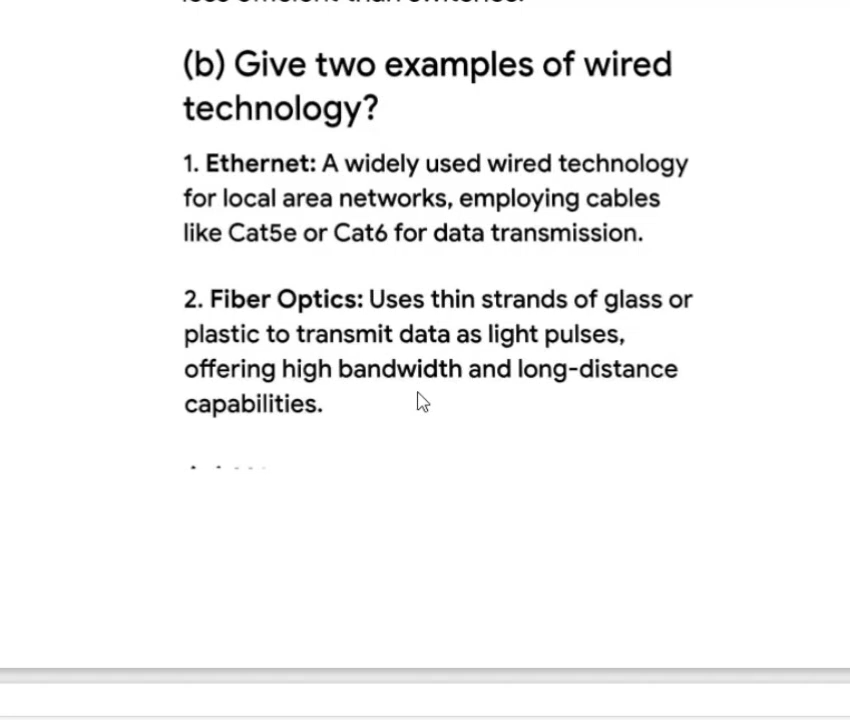 (b) Give two examples of wired
technology?
1. Ethernet: A widely used wired technology
for local area networks, employing cables
like Cat5e or Cat6 for data transmission.
2. Fiber Optics: Uses thin strands of glass or
plastic to transmit data as light pulses,
offering high bandwidth and long-distance
capabilities.